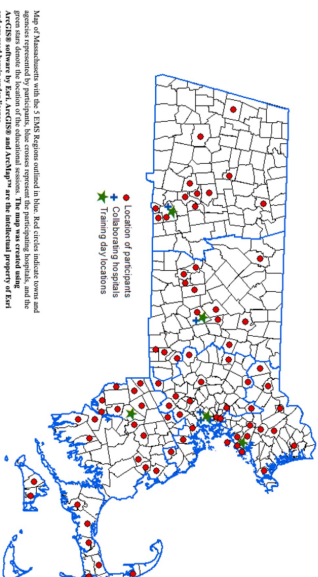 Map of Massachusetts with the 5 EMS Regions outlined in blue. Red circles indicate towns and
agencies represented by participants, blue crosses represent the participating hospitals, and the
green stars denote the location of the educational sessions. The map was created using
ArcGIS® software by Esri. ArcGIS® and ArcMap™ are the intellectual property of Esri
Location of participants
Collaborating hospitals
Training day locations